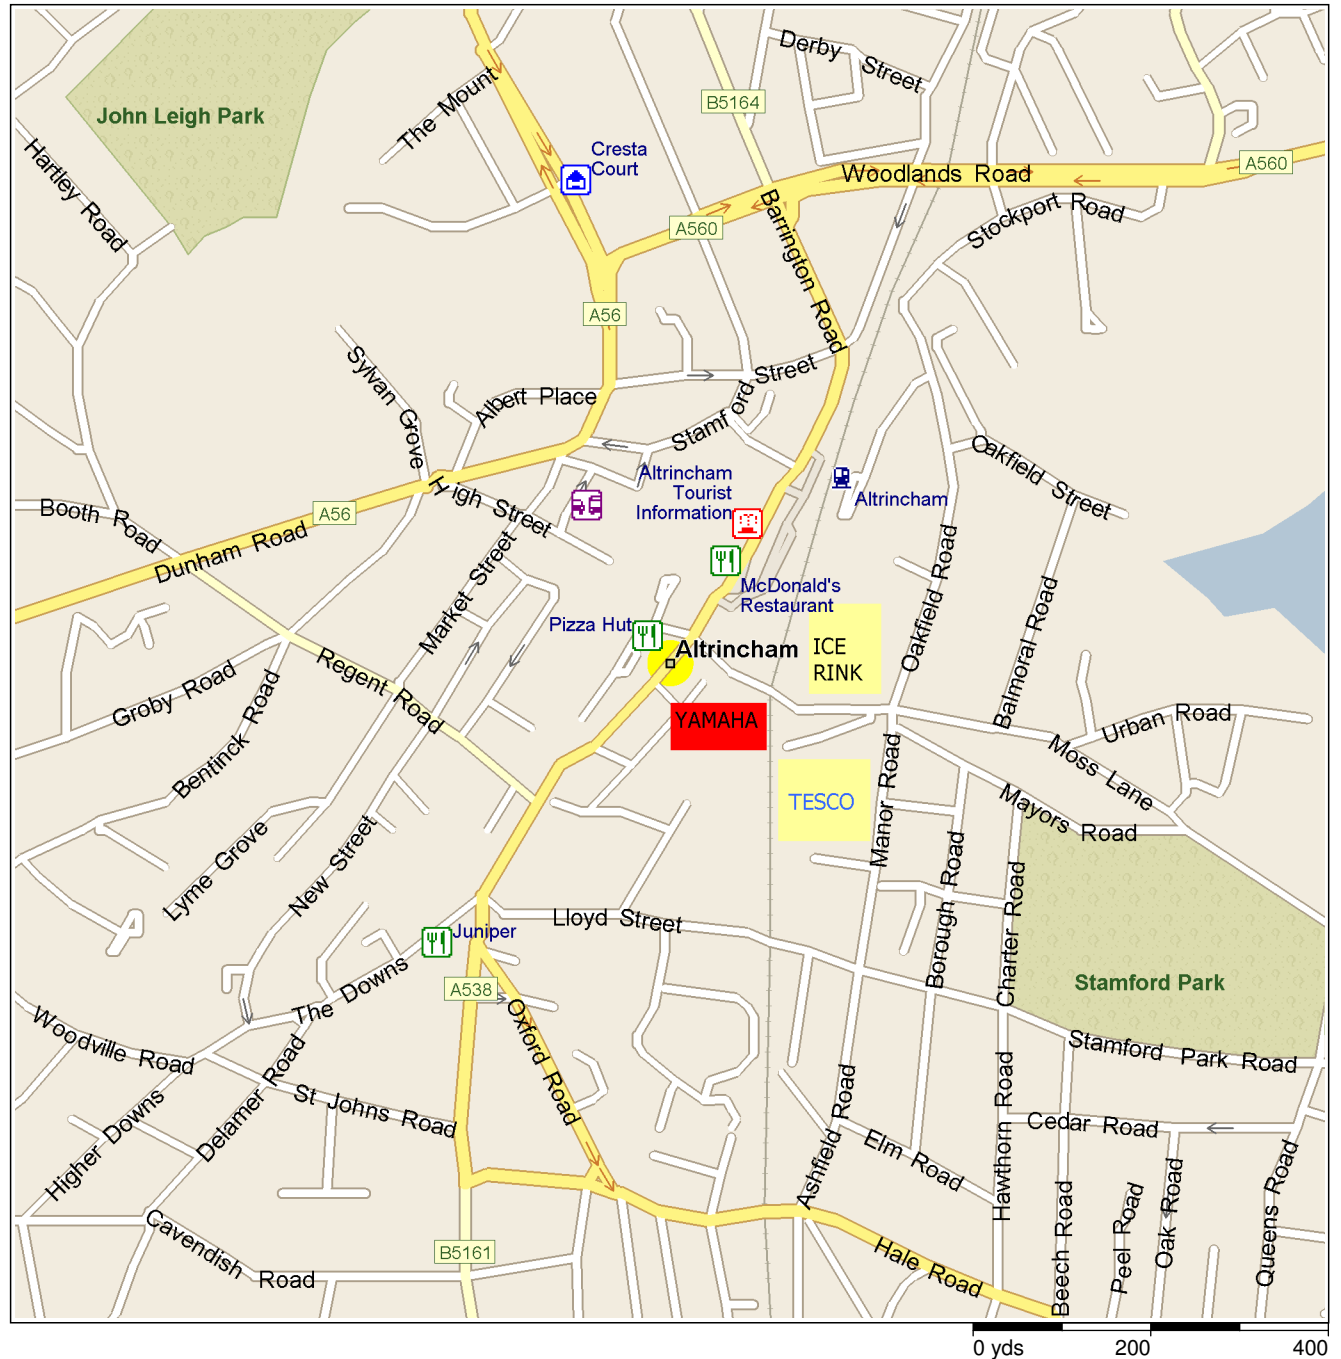 Derby Street
B5164
The Mount
John Leigh Park
Cresta
Court
A560
Woodlands Road
Hartley Road
Stockport Road
A560
Barrington Road
A56
Sylvan Grove
Albert Place
Stamford Street
Oakfield Street
Altrincham
Tourist
Information
Altrincham
High Street
Booth Road
A56
Dunham Road
Market Street
Oakfield Road
Balmoral Road
McDonald's
Restaurant
Pizza Hut
Altrincham
ICE
RINK
Regent Road
Groby Road
Bentinck Road
YAMAHA
Urban Road
Moss Lane
TESCO
Manor Road
Mayors Road
Lyme Grove
New Street
Borough Road
Charter Road
Lloyd Street
Juniper
The Downs
A538
Stamford Park
Woodville Road
Oxford Road
Stamford Park Road
St Johns Road
Delamer Road
Higher Downs
Ashfield Road
Elm Road
Hawthorn Road
Cedar Road
Cavendish Road
B5161
Hale Road
Beech Road
Peel Road
Oak Road
Queens Road
0 yds 200 400